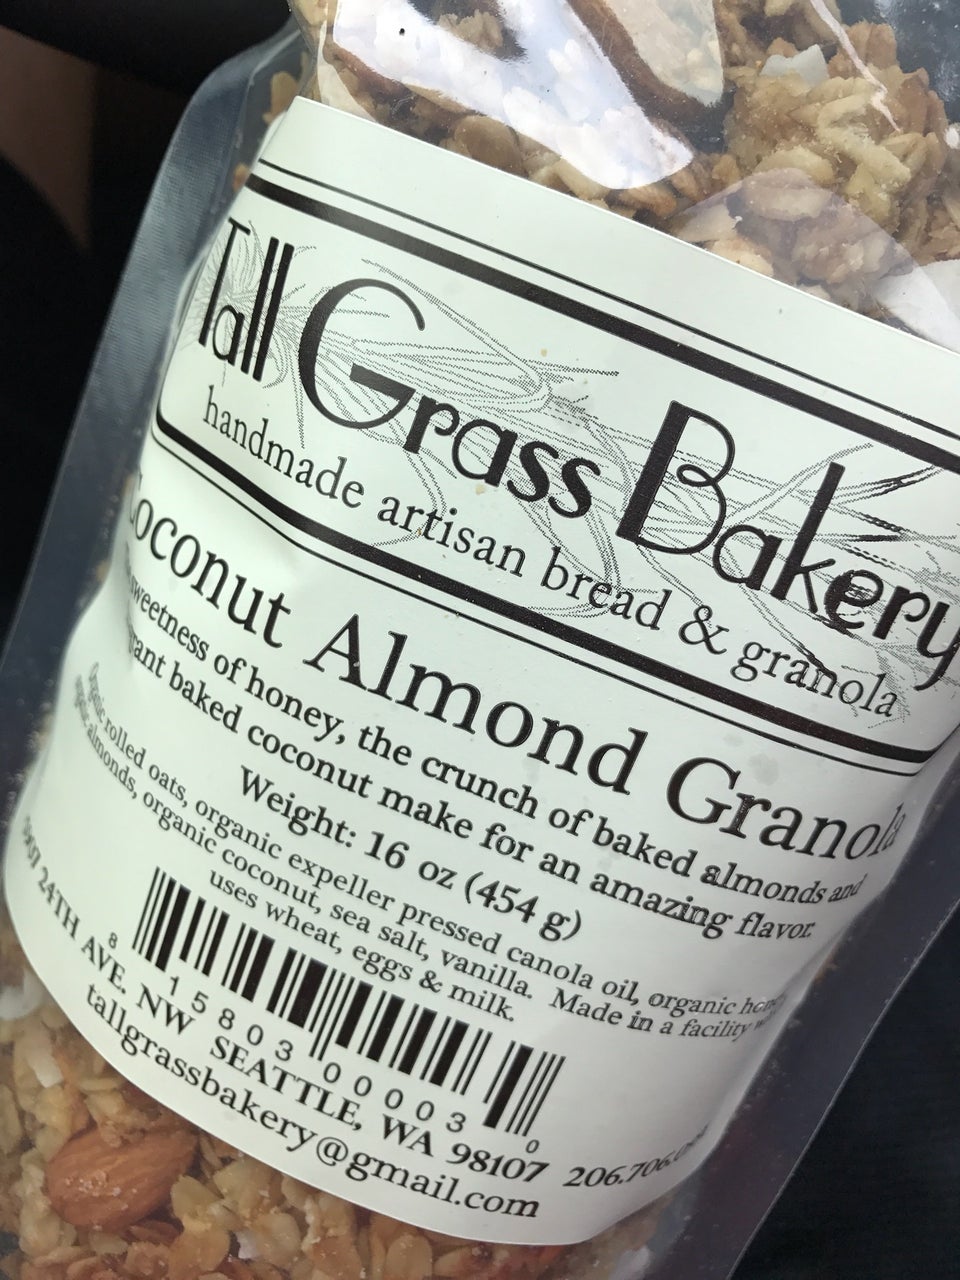 Tall Grass Bakery
handmade artisan bread & granola
Coconut Almond Granola
sweetness of honey, the crunch of baked almonds and
baked coconut make for an amazing flavor.
Weight: 16 oz (454 g)
Organic rolled oats, organic expeller pressed canola oil, organic
organic almonds, organic coconut, sea salt, vanilla. Made in a facility
uses wheat, eggs & milk.
8 15803 00003 0
24TH AVE. NW SEATTLE, WA 98107 206.706.
tallgrassbakery@gmail.com